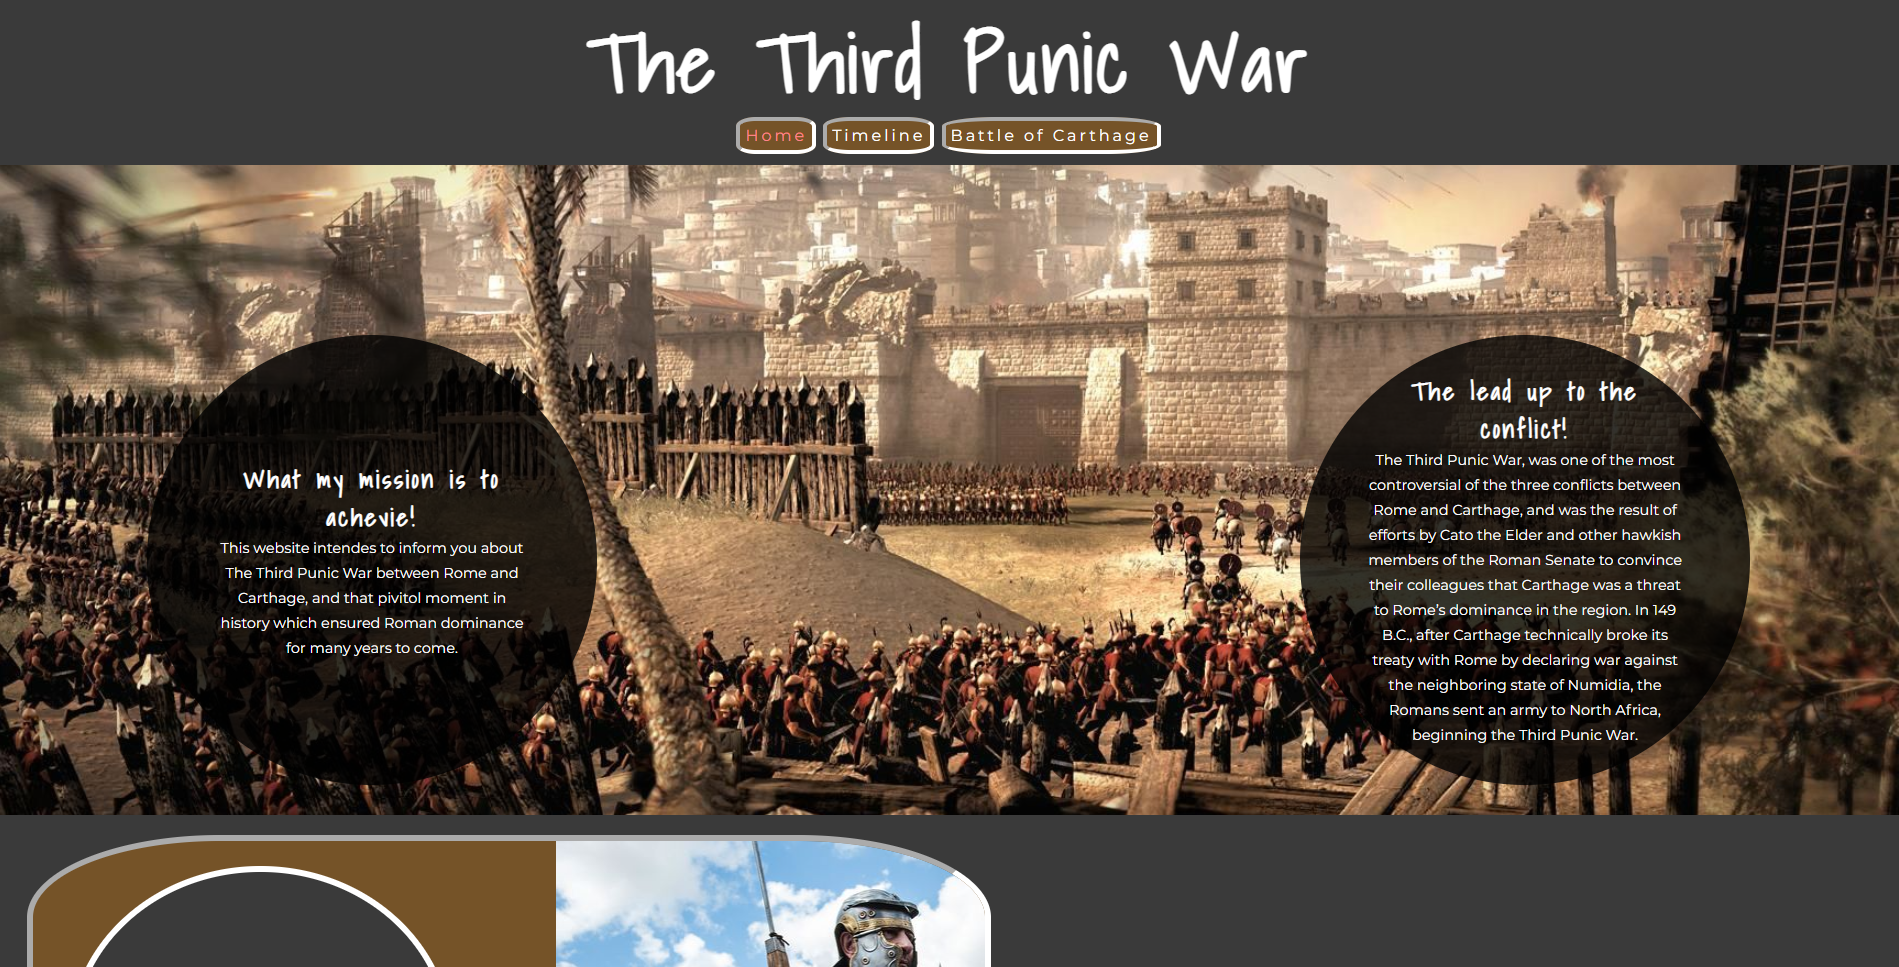 The Third Punic War
Home Timeline Battle of Carthage
What my mission is to
achevie!
This website intendes to inform you about
The Third Punic War between Rome and
Carthage, and that pivitol moment in
history which ensured Roman dominance
for many years to come.
The lead up to the
conflict!
The Third Punic War, was one of the most
controversial of the three conflicts between
Rome and Carthage, and was the result of
efforts by Cato the Elder and other hawkish
members of the Roman Senate to convince
their colleagues that Carthage was a threat
to Rome's dominance in the region. In 149
B.C., after Carthage technically broke its
treaty with Rome by declaring war against
the neighboring state of Numidia, the
Romans sent an army to North Africa,
beginning the Third Punic War.